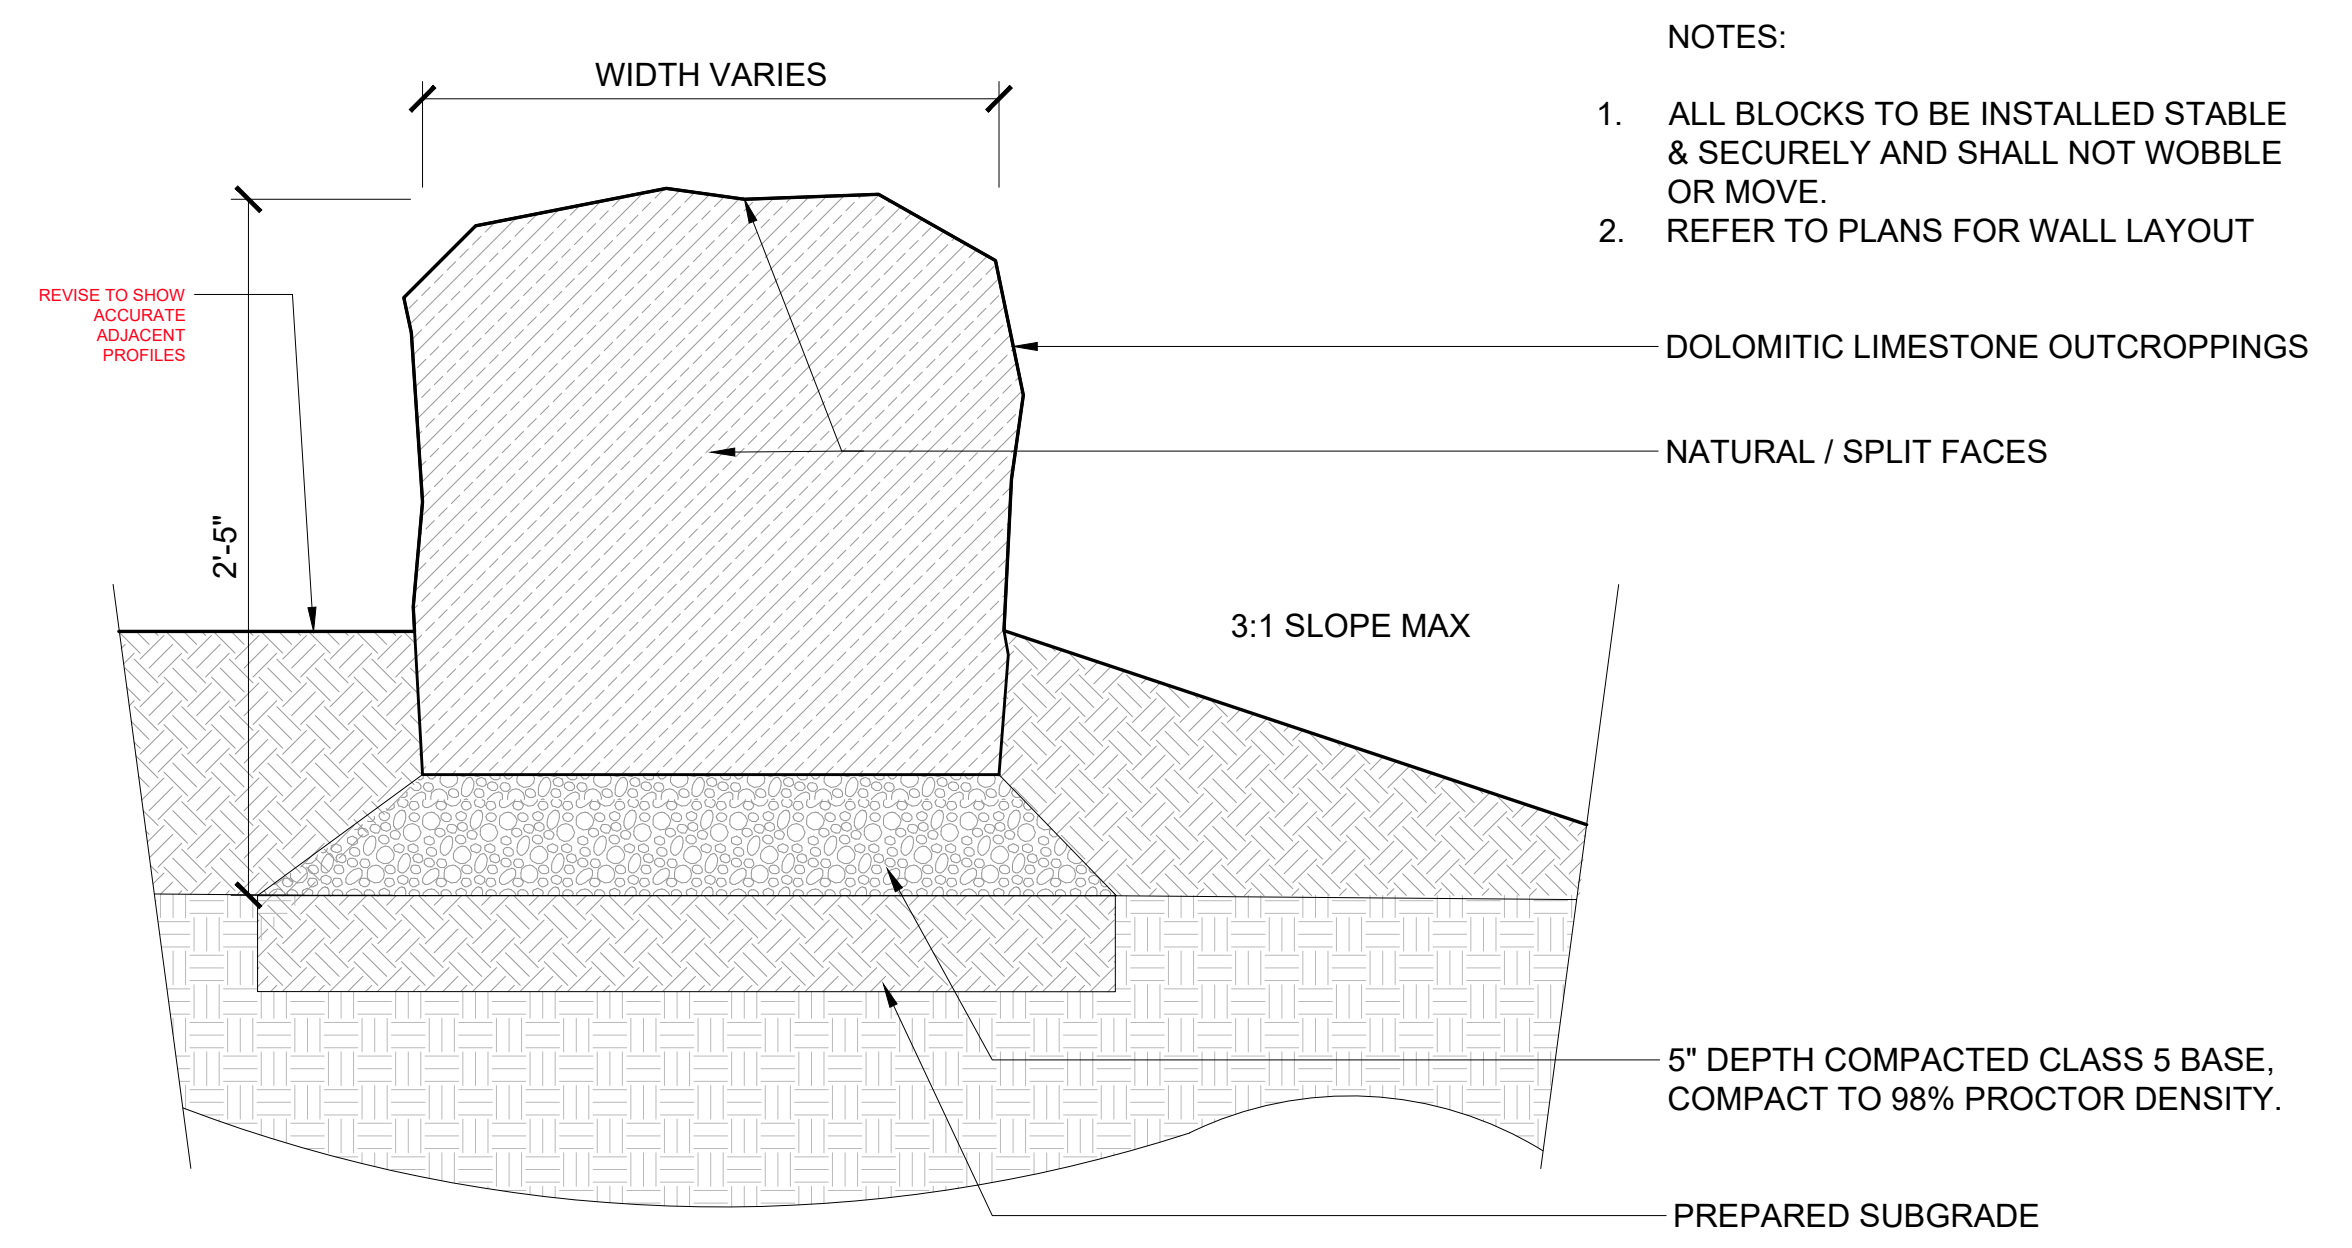 NOTES:
WIDTH VARIES
1. ALL BLOCKS TO BE INSTALLED STABLE
& SECURELY AND SHALL NOT WOBBLE
OR MOVE.
2. REFER TO PLANS FOR WALL LAYOUT
REVISE TO SHOW
ACCURATE
ADJACENT
PROFILES
DOLOMITIC LIMESTONE OUTCROPPINGS
NATURAL / SPLIT FACES
2'-5"
3:1 SLOPE MAX
5" DEPTH COMPACTED CLASS 5 BASE,
COMPACT TO 98% PROCTOR DENSITY.
PREPARED SUBGRADE